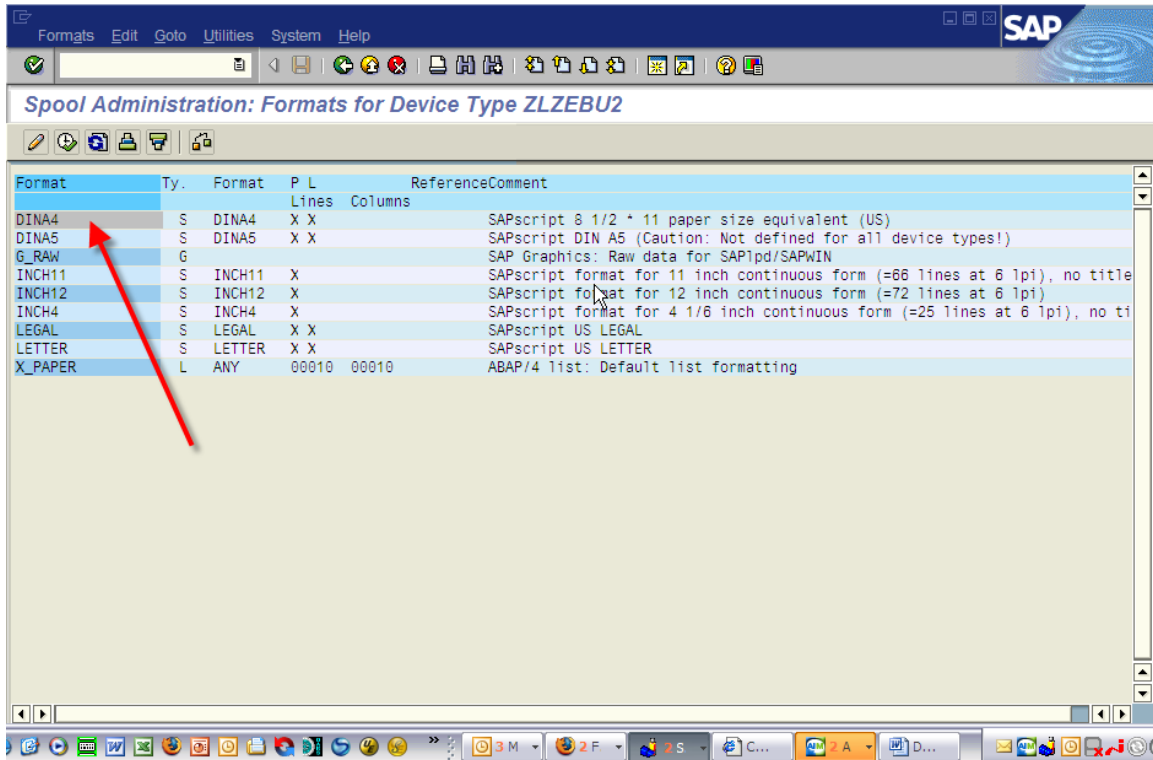 Formats Edit Goto Utilities System Help
SAP
Spool Administration: Formats for Device Type ZLZEBU2
Format Ty. Format P L ReferenceComment
Lines Columns
DINA4 S DINA4 X X SAPscript 8 1/2 * 11 paper size equivalent (US)
DINA5 S DINA5 X X SAPscript DIN A5 (Caution: Not defined for all device types!)
G_RAW G SAP Graphics: Raw data for SAPlpd/SAPWIN
INCH11 S INCH11 X SAPscript format for 11 inch continuous form (=66 lines at 6 lpi), no title
INCH12 S INCH12 X SAPscript format for 12 inch continuous form (=72 lines at 6 lpi)
INCH4 S INCH4 X SAPscript format for 4 1/6 inch continuous form (=25 lines at 6 lpi), no ti
LEGAL S LEGAL X X SAPscript US LEGAL
LETTER S LETTER X X SAPscript US LETTER
X_PAPER L ANY 00010 00010 ABAP/4 list: Default list formatting
3 M 2 F 2 S C... 2 A D...